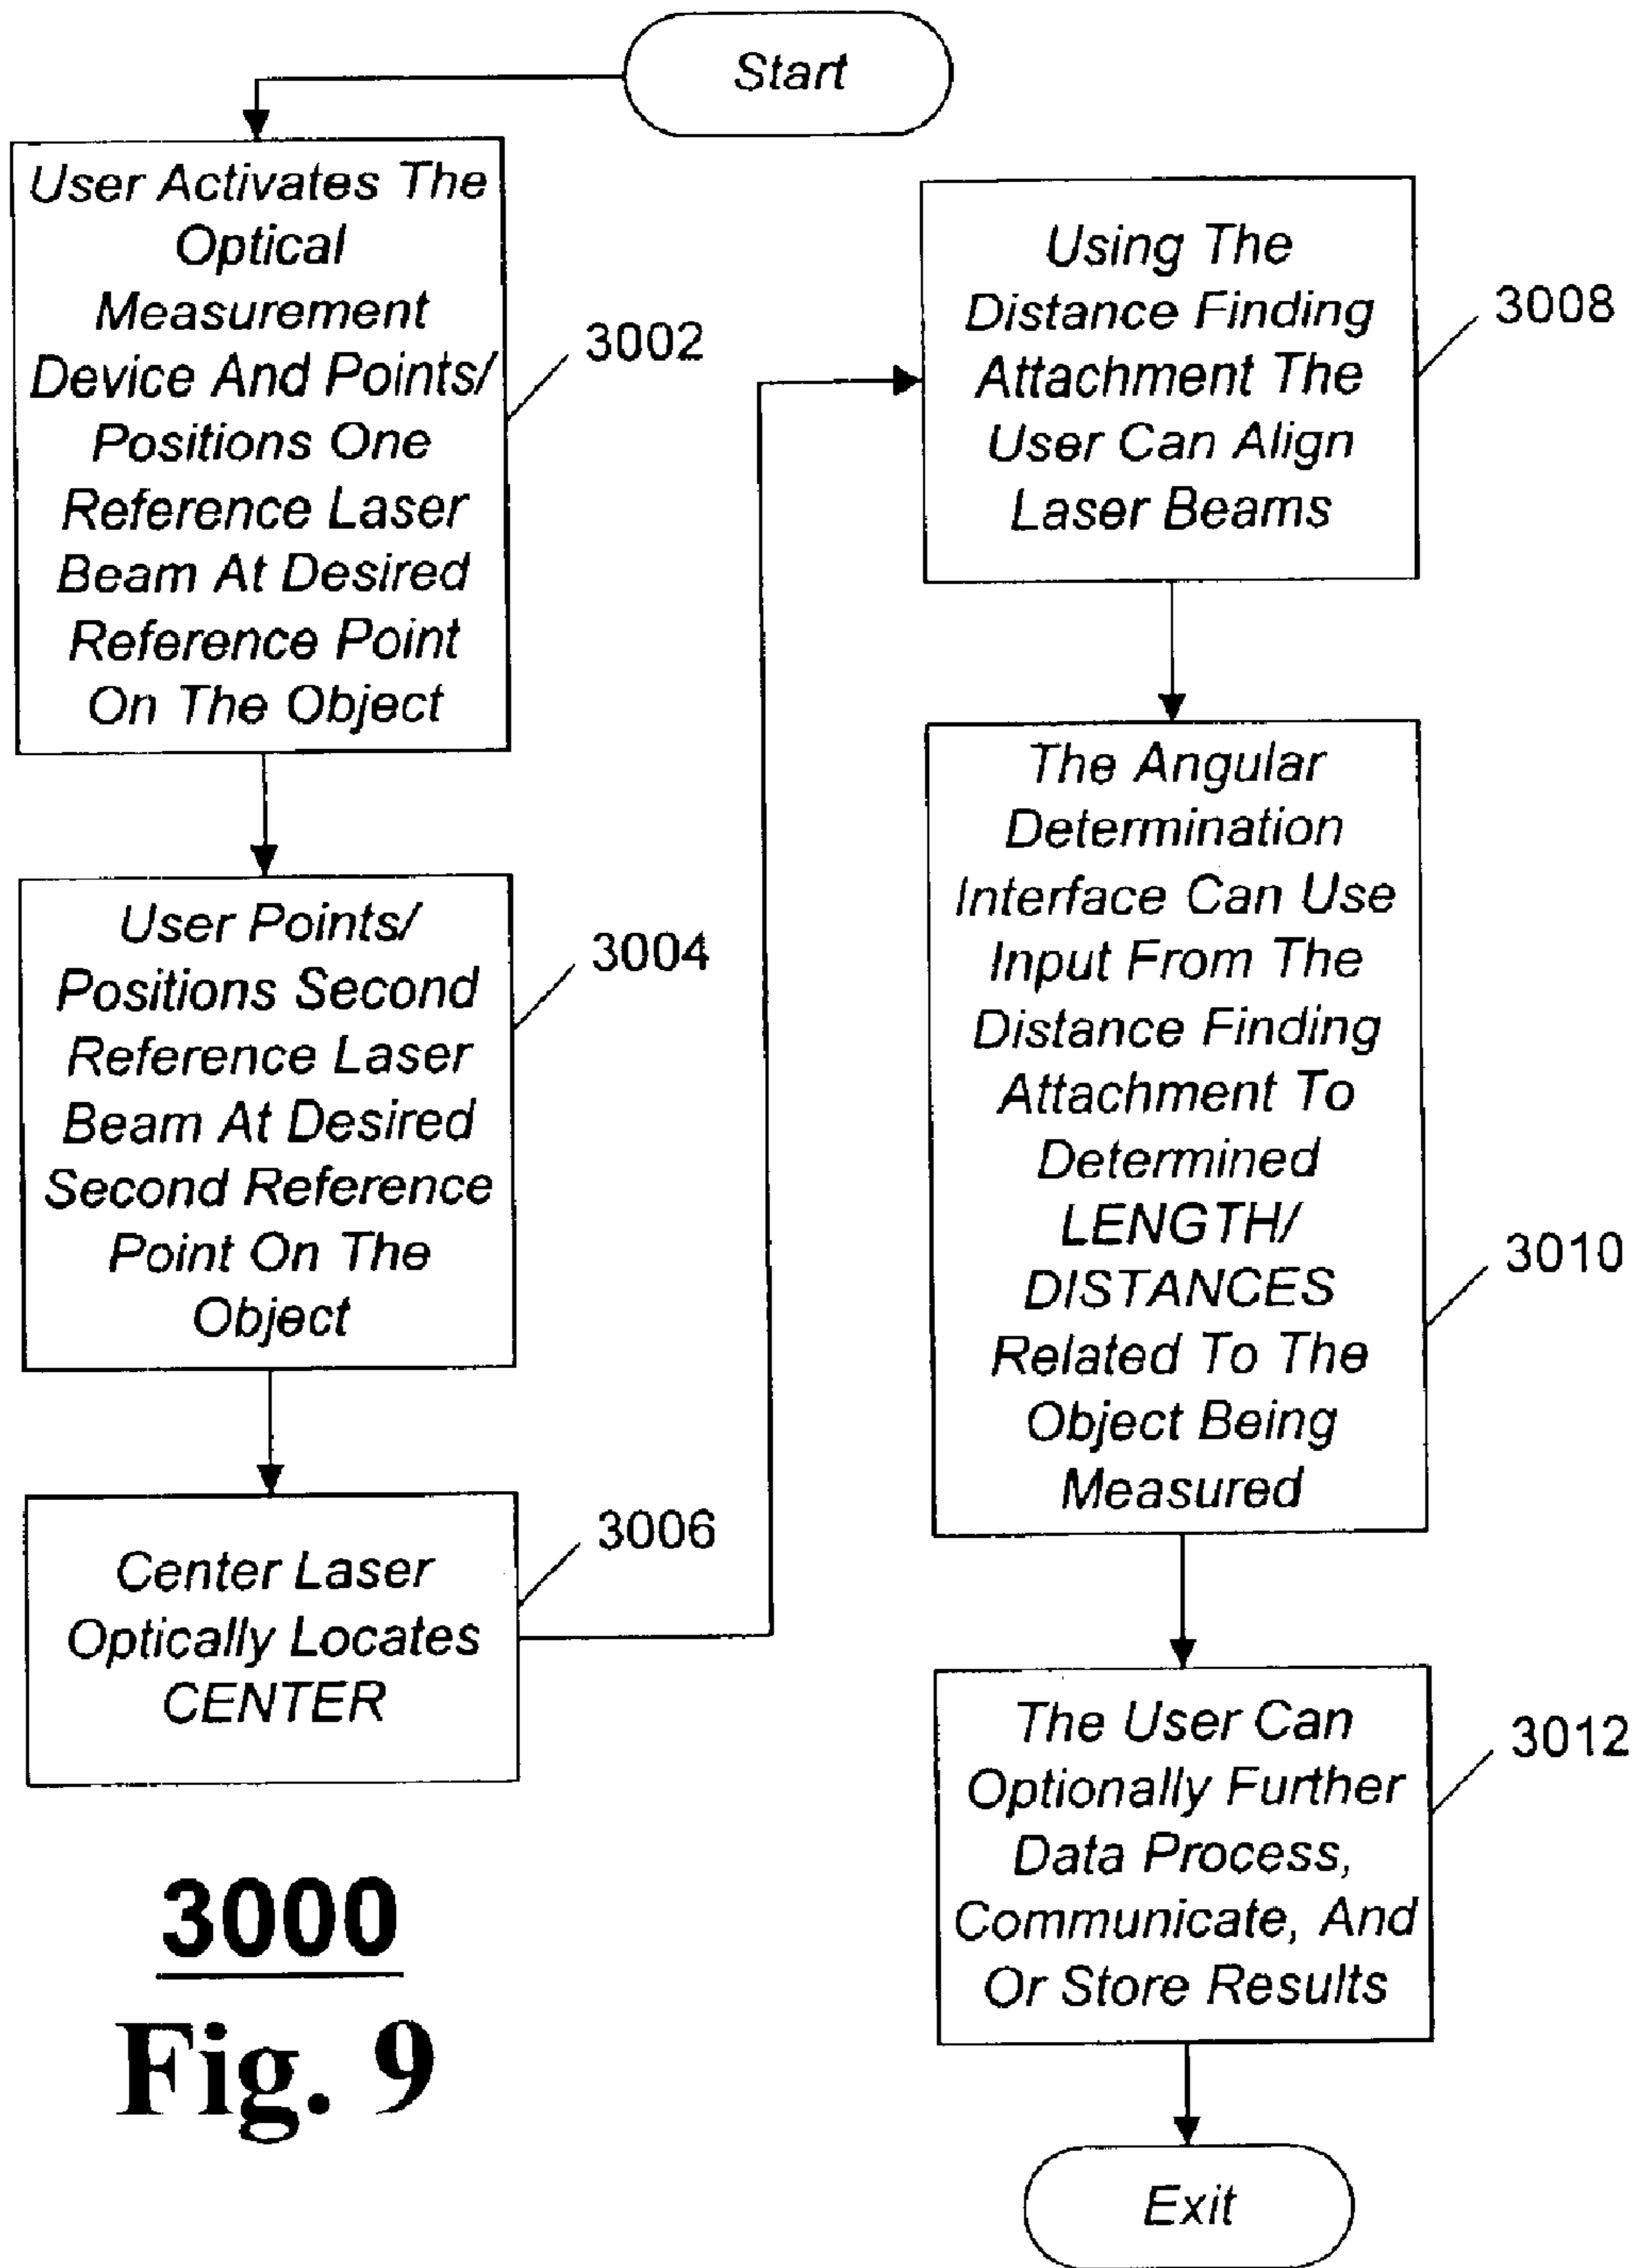 Start
User Activates The
Optical
Measurement
Device And Points/
Positions One
Reference Laser
Beam At Desired
Reference Point
On The Object
3002
User Points/
Positions Second
Reference Laser
Beam At Desired
Second Reference
Point On The
Object
3004
Center Laser
Optically Locates
CENTER
3006
Using The
Distance Finding
Attachment The
User Can Align
Laser Beams
3008
The Angular
Determination
Interface Can Use
Input From The
Distance Finding
Attachment To
Determined
LENGTH/
DISTANCES
Related To The
Object Being
Measured
3010
The User Can
Optionally Further
Data Process,
Communicate, And
Or Store Results
3012
Exit
3000
Fig. 9